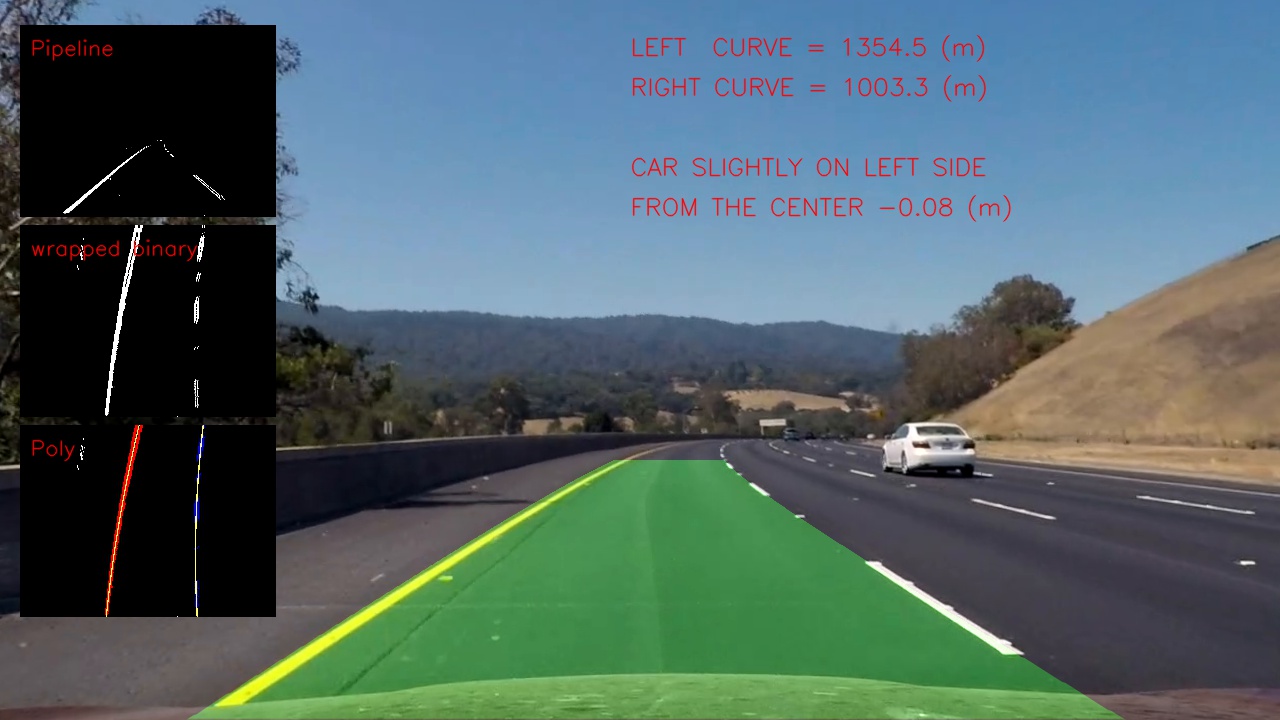 Pipeline
wrapped binary
Poly
LEFT CURVE = 1354.5 (m)
RIGHT CURVE = 1003.3 (m)
CAR SLIGHTLY ON LEFT SIDE
FROM THE CENTER -0.08 (m)